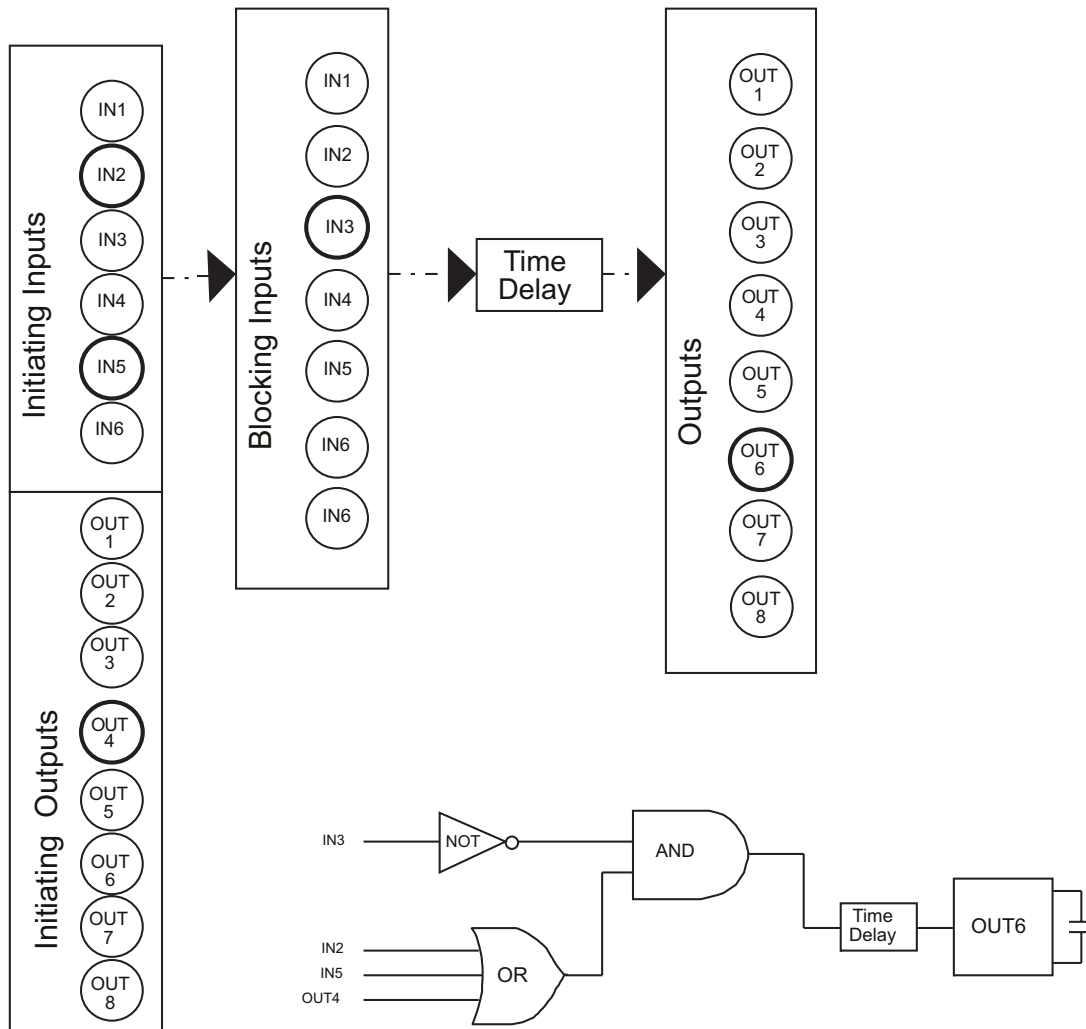 Initiating Inputs
IN1
IN2
IN3
IN4
IN5
IN6
Initiating Outputs
OUT
1
OUT
2
OUT
3
OUT
4
OUT
5
OUT
6
OUT
7
OUT
8
Blocking Inputs
IN1
IN2
IN3
IN4
IN5
IN6
IN6
Time
Delay
Outputs
OUT
1
OUT
2
OUT
3
OUT
4
OUT
5
OUT
6
OUT
7
OUT
8
IN3
NOT
AND
IN2
IN5
OUT4
OR
Time
Delay
OUT6